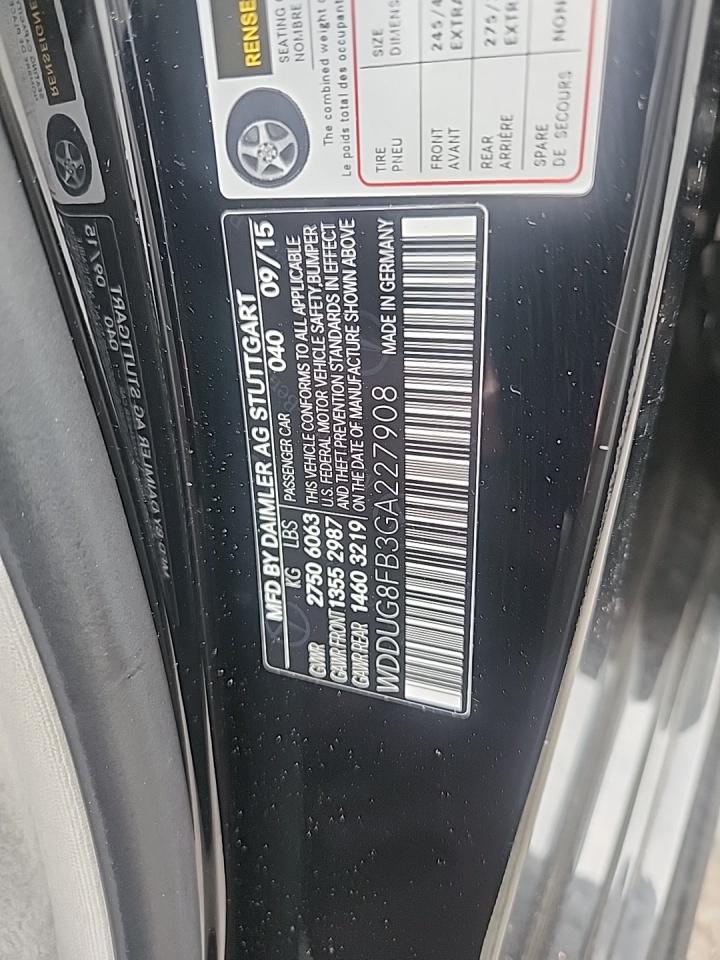 MFD BY DAIMLER AG STUTTGART
KG LBS PASSENGER CAR 040 09/15
GVWR 2750 6063
GAWR FRONT 1355 2987
GAWR REAR 1460 3219
THIS VEHICLE CONFORMS TO ALL APPLICABLE
U.S. FEDERAL MOTOR VEHICLE SAFETY, BUMPER
AND THEFT PREVENTION STANDARDS IN EFFECT
ON THE DATE OF MANUFACTURE SHOWN ABOVE
WDDUG8FB3GA227908 MADE IN GERMANY
SEATING
NOMBRE
The combined weight
Le poids total des occupant
TIRE SIZE
PNEU DIMENS
FRONT 245/4
AVANT EXTRA
REAR 275/
ARRIÈRE EXTR
SPARE NON
DE SECOURS